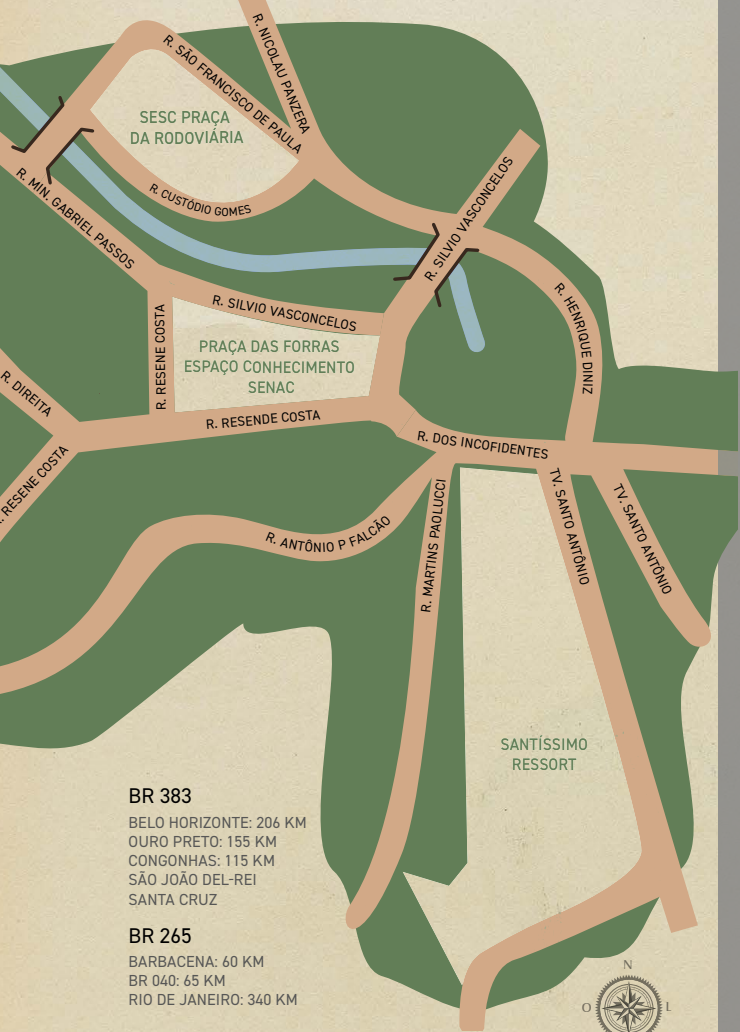 R. NICOLAU PANZERA
R. SÃO FRANCISCO DE PAULA
SESC PRAÇA
DA RODOVIÁRIA
R. CUSTÓDIO GOMES
R. MIN. GABRIEL PASSOS
R. SILVIO VASCONCELOS
R. SILVIO VASCONCELOS
R. HENRIQUE DINIZ
R. RESENE COSTA
PRAÇA DAS FORRAS
ESPAÇO CONHECIMENTO
SENAC
R. DIREITA
R. RESENDE COSTA
R. DOS INCOFIDENTES
R. RESENE COSTA
R. ANTÔNIO P FALCÃO
R. MARTINS PAOLUCCI
TV. SANTO ANTÔNIO
TV. SANTO ANTÔNIO
SANTÍSSIMO
RESSORT
BR 383
BELO HORIZONTE: 206 KM
OURO PRETO: 155 KM
CONGONHAS: 115 KM
SÃO JOÃO DEL-REI
SANTA CRUZ
BR 265
BARBACENA: 60 KM
BR 040: 65 KM
RIO DE JANEIRO: 340 KM
N
O L